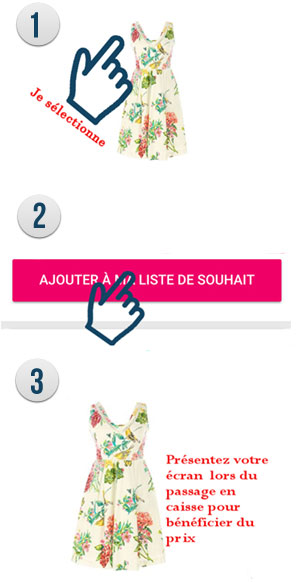 1
Je sélectionne
2
AJOUTER À MA LISTE DE SOUHAIT
3
Présentez votre
écran lors du
passage en
caisse pour
bénéficier du
prix